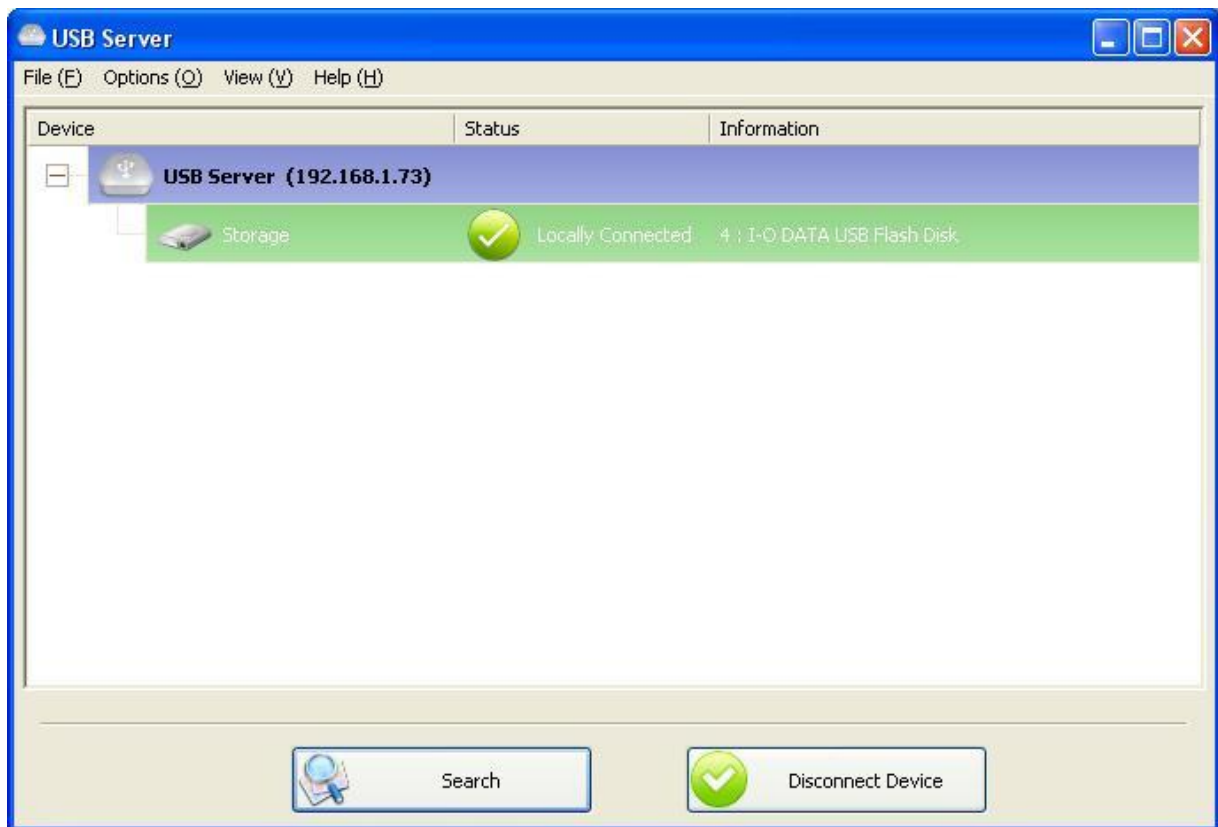 USB Server
File (F) Options (O) View (V) Help (H)
Device Status Information
USB Server (192.168.1.73)
Storage Locally Connected 4 : I-O DATA USB Flash Disk
Search Disconnect Device